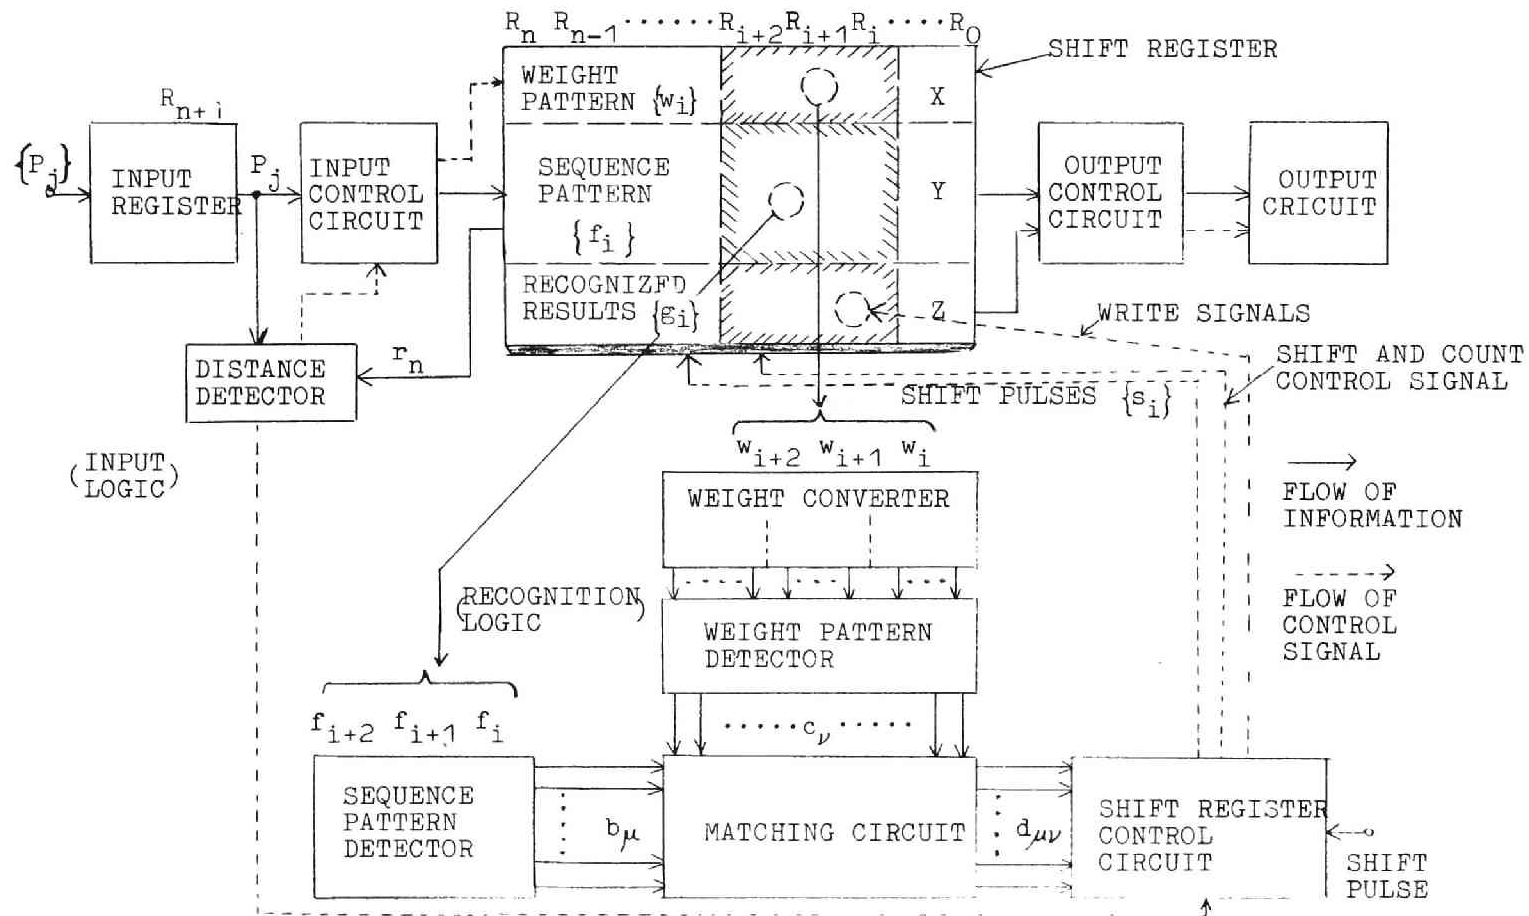 R_n R_{n-1} ······ R_{i+2} R_{i+1} R_i ···· R_0
SHIFT REGISTER
WEIGHT
PATTERN {w_i}
X
R_{n+1}
{P_j}
INPUT
REGISTER
P_j
INPUT
CONTROL
CIRCUIT
SEQUENCE
PATTERN
{f_i}
Y
OUTPUT
CONTROL
CIRCUIT
OUTPUT
CRICUIT
RECOGNIZED
RESULTS {g_i}
Z
WRITE SIGNALS
DISTANCE
DETECTOR
r_n
SHIFT AND COUNT
CONTROL SIGNAL
SHIFT PULSES {s_i}
(INPUT
LOGIC)
w_{i+2} w_{i+1} w_i
WEIGHT CONVERTER
FLOW OF
INFORMATION
(RECOGNITION
LOGIC)
WEIGHT PATTERN
DETECTOR
FLOW OF
CONTROL
SIGNAL
f_{i+2} f_{i+1} f_i
·····c_ν·····
SEQUENCE
PATTERN
DETECTOR
b_μ
MATCHING CIRCUIT
d_{μν}
SHIFT REGISTER
CONTROL
CIRCUIT
SHIFT
PULSE